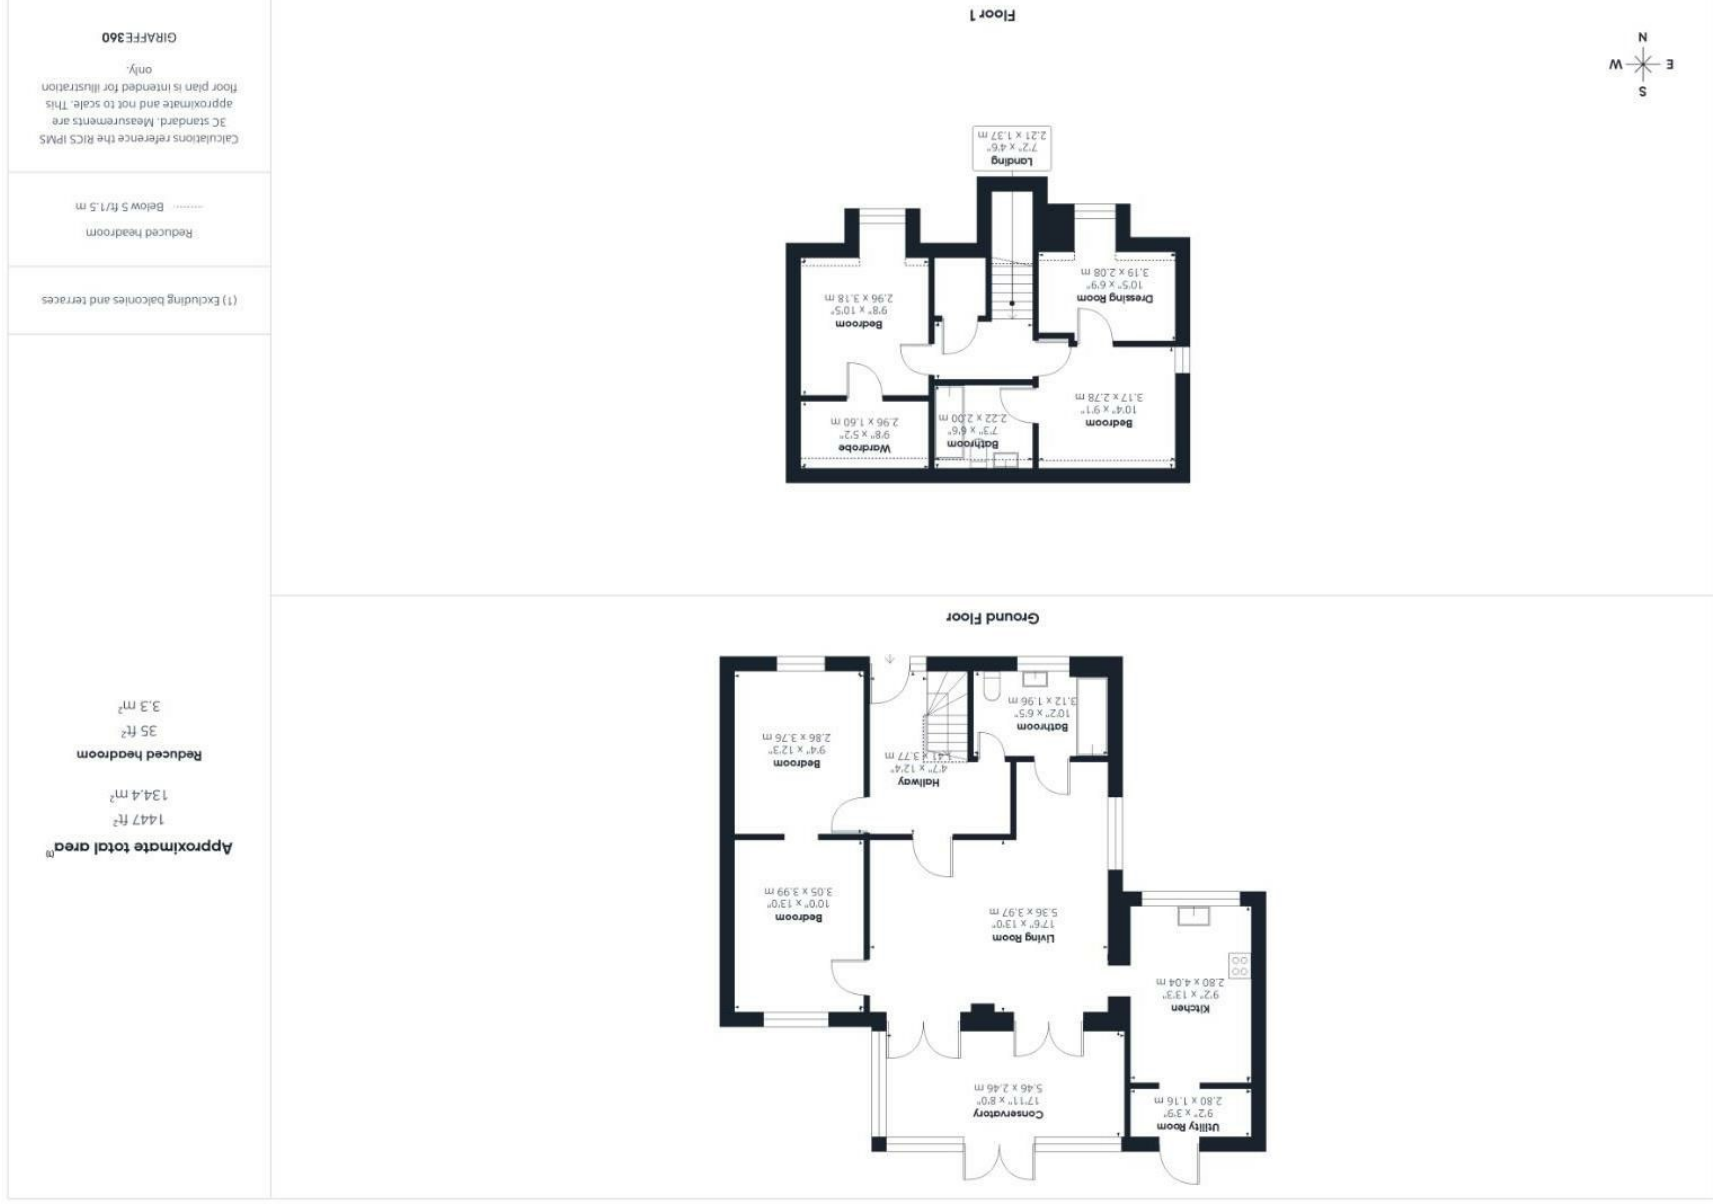 Utility Room
9'2" x 3'9"
2.80 x 1.16 m
Conservatory
17'11" x 8'0"
5.46 x 2.46 m
Kitchen
9'2" x 13'3"
2.80 x 4.04 m
Living Room
17'6" x 13'0"
5.36 x 3.97 m
Bedroom
10'0" x 13'0"
3.05 x 3.99 m
Hallway
4'7" x 12'4"
1.41 x 3.77 m
Bedroom
9'4" x 12'3"
2.86 x 3.76 m
Bathroom
10'2" x 6'5"
3.12 x 1.96 m
Ground Floor
Bedroom
10'4" x 9'1"
3.17 x 2.78 m
Bathroom
7'3" x 6'6"
2.22 x 2.00 m
Wardrobe
9'8" x 5'2"
2.96 x 1.60 m
Dressing Room
10'5" x 6'9"
3.19 x 2.08 m
Bedroom
9'8" x 10'5"
2.96 x 3.18 m
Landing
7'2" x 4'6"
2.21 x 1.37 m
Floor 1
S
E
W
N
Approximate total area(1)
1447 ft²
134.4 m²
Reduced headroom
35 ft²
3.3 m²
(1) Excluding balconies and terraces
Reduced headroom
Below 5 ft/1.5 m
Calculations reference the RICS IPMS
3C standard. Measurements are
approximate and not to scale. This
floor plan is intended for illustration
only.
GIRAFFE360